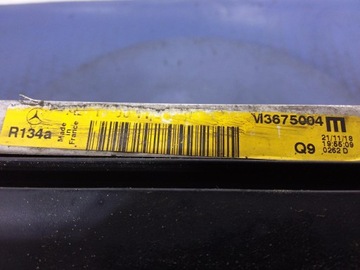 R134a
Made
in
France
VI3675004 m
Q9
21/11/18
19:55:09
0262 D